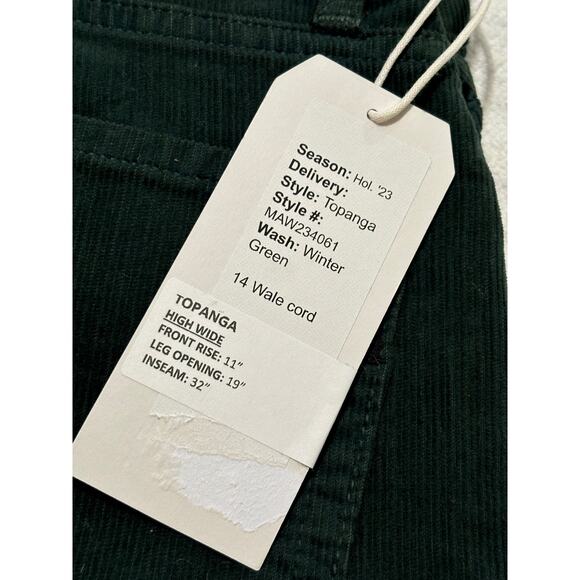 Season: Hol. '23
Delivery:
Style: Topanga
Style #:
MAW234061
Wash: Winter
Green
14 Wale cord
TOPANGA
HIGH WIDE
FRONT RISE: 11"
LEG OPENING: 19"
INSEAM: 32"